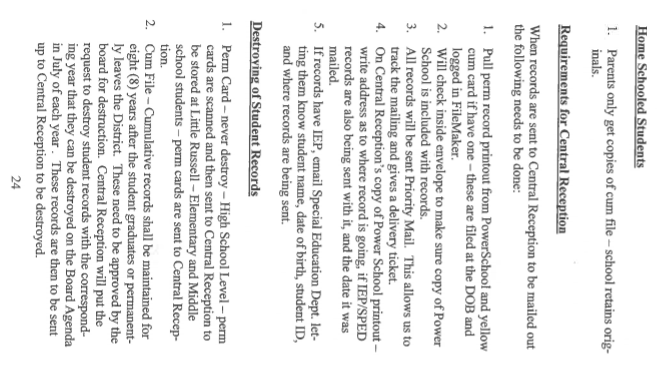 Home Schooled Students
1. Parents only get copies of cum file – school retains orig-
inals.
Requirements for Central Reception
When records are sent to Central Reception to be mailed out
the following needs to be done:
1. Pull perm record printout from PowerSchool and yellow
cum card if have one – these are filed at the DOB and
logged in FileMaker.
2. Will check inside envelope to make sure copy of Power
School is included with records.
3. All records will be sent Priority Mail. This allows us to
track the mailing and gives a delivery ticket.
4. On Central Reception's copy of Power School printout –
write address as to where record is going, if IEP/SPED
records are also being sent with it, and the date it was
mailed.
5. If records have IEP, email Special Education Dept. let-
ting them know student name, date of birth, student ID,
and where records are being sent.
Destroying of Student Records
1. Perm Card – never destroy – High School Level – perm
cards are scanned and then sent to Central Reception to
be stored at Little Russell – Elementary and Middle
school students – perm cards are sent to Central Recep-
tion.
2. Cum File – Cumulative records shall be maintained for
eight (8) years after the student graduates or permanent-
ly leaves the District. These need to be approved by the
board for destruction. Central Reception will put the
request to destroy student records with the correspond-
ing year that they can be destroyed on the Board Agenda
in July of each year . These records are then to be sent
up to Central Reception to be destroyed.
24